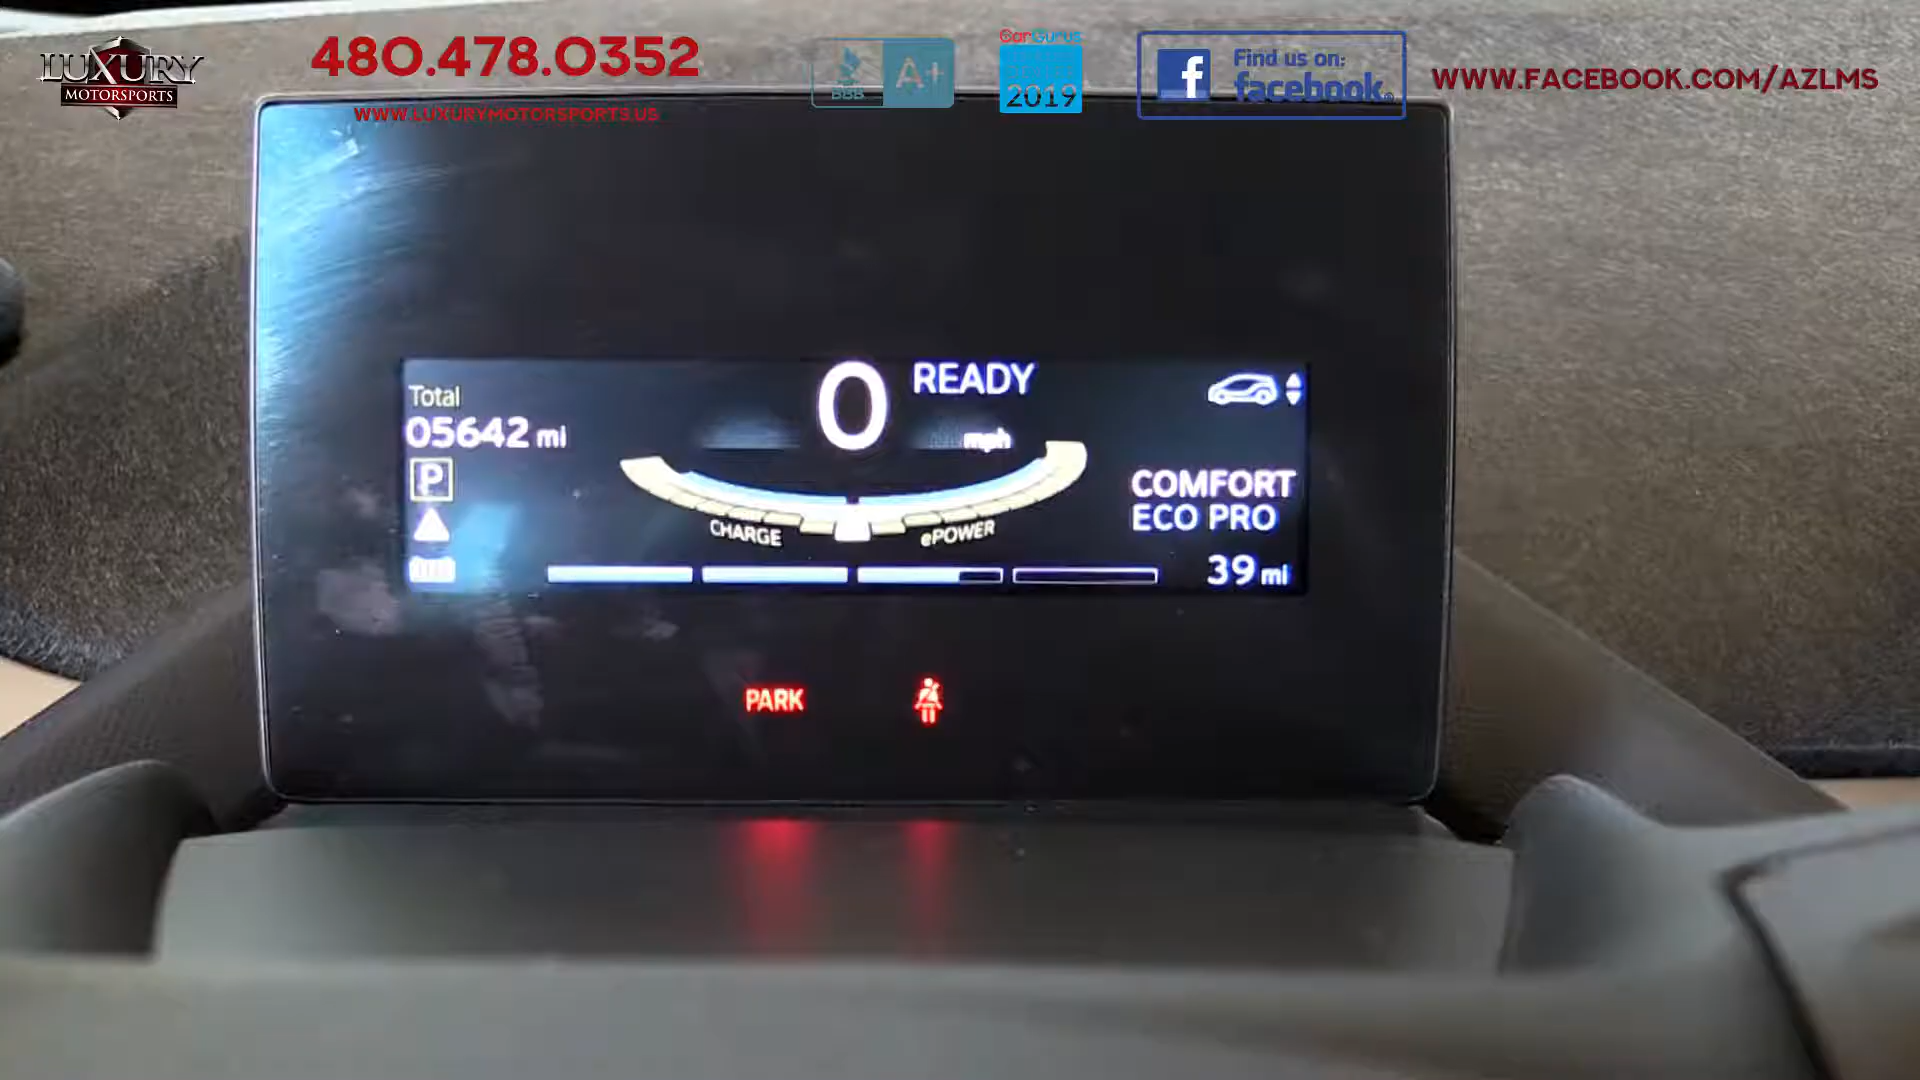 LUXURY
MOTORSPORTS
480.478.0352
WWW.LUXURYMOTORSPORTS.US
BBB
A+
CarGurus
2019
f
Find us on:
facebook
WWW.FACEBOOK.COM/AZLMS
Total
05642 mi
P
0
READY
mph
CHARGE
ePOWER
COMFORT
ECO PRO
39 mi
PARK